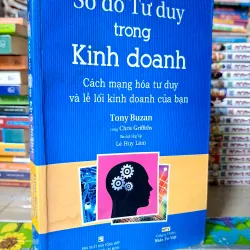 Sơ đồ Tư duy
trong
Kinh doanh
Cách mạng hóa tư duy
và lề lối kinh doanh của bạn
Tony Buzan
cùng Chris Griffiths
Lê Huy Lâm